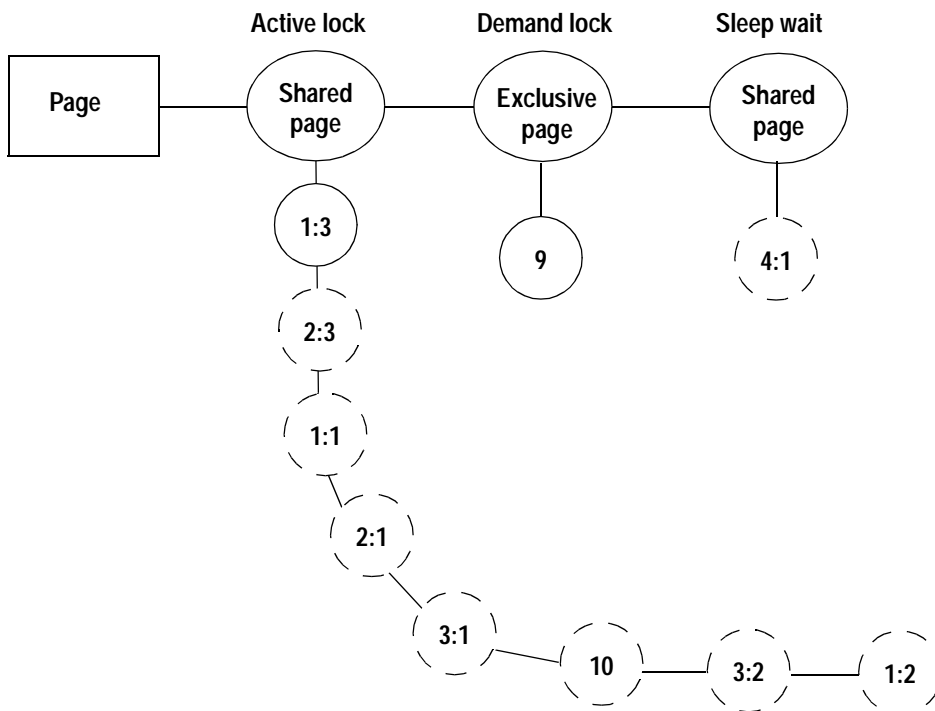 Active lock
Demand lock
Sleep wait
Page
Shared
page
Exclusive
page
Shared
page
1:3
9
4:1
2:3
1:1
2:1
3:1
10
3:2
1:2